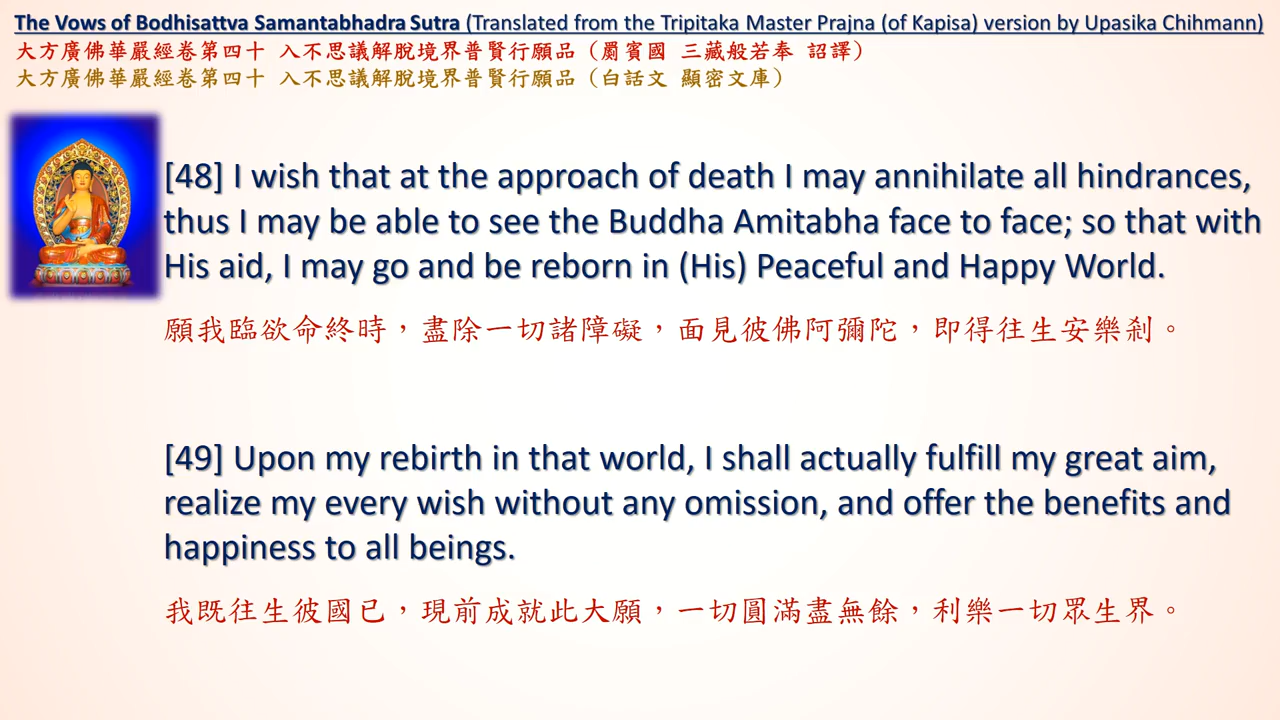 The Vows of Bodhisattva Samantabhadra Sutra (Translated from the Tripitaka Master Prajna (of Kapisa) version by Upasika Chihmann)
大方廣佛華嚴經卷第四十 入不思議解脫境界普賢行願品（罽賓國 三藏般若奉 詔譯）
大方廣佛華嚴經卷第四十 入不思議解脫境界普賢行願品（白話文 顯密文庫）
[48] I wish that at the approach of death I may annihilate all hindrances,
thus I may be able to see the Buddha Amitabha face to face; so that with
His aid, I may go and be reborn in (His) Peaceful and Happy World.
願我臨欲命終時，盡除一切諸障礙，面見彼佛阿彌陀，即得往生安樂剎。
[49] Upon my rebirth in that world, I shall actually fulfill my great aim,
realize my every wish without any omission, and offer the benefits and
happiness to all beings.
我既往生彼國已，現前成就此大願，一切圓滿盡無餘，利樂一切眾生界。